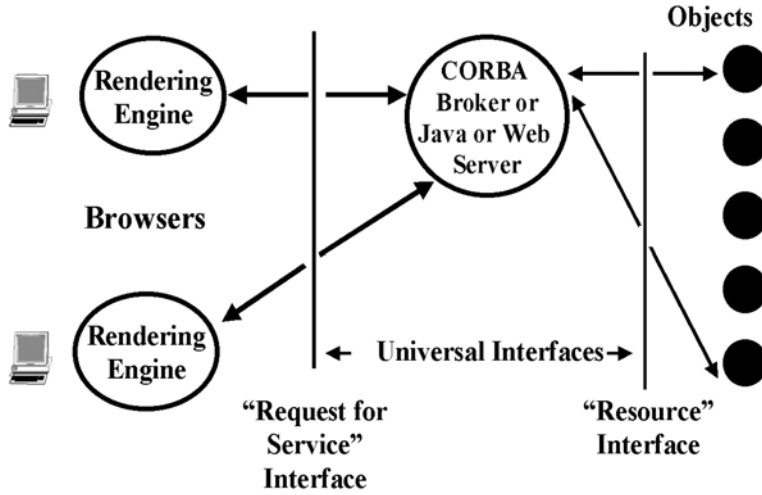 Objects
Rendering
Engine
CORBA
Broker or
Java or Web
Server
Browsers
Rendering
Engine
Universal Interfaces
“Request for
Service”
Interface
“Resource”
Interface